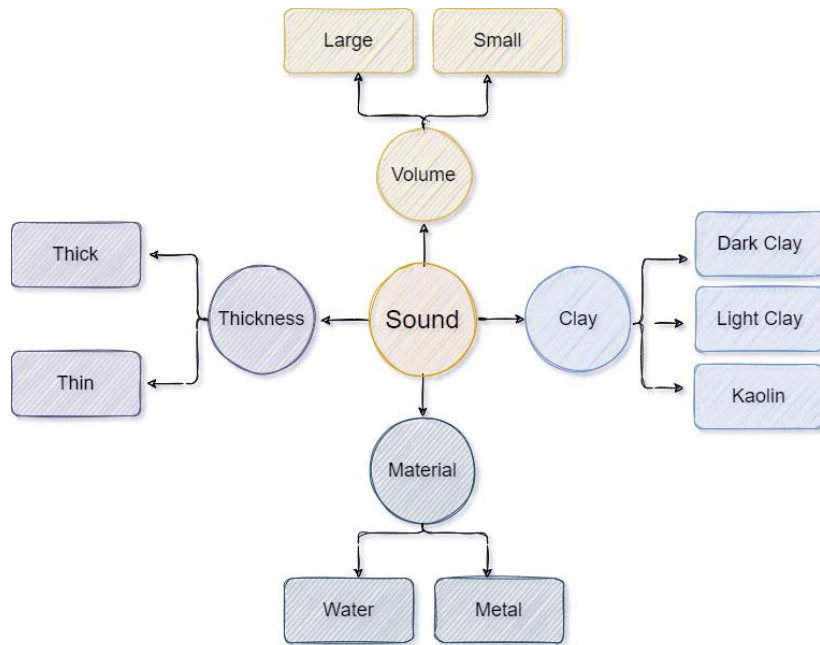 Large
Small
Volume
Thick
Thickness
Thin
Sound
Clay
Dark Clay
Light Clay
Kaolin
Material
Water
Metal